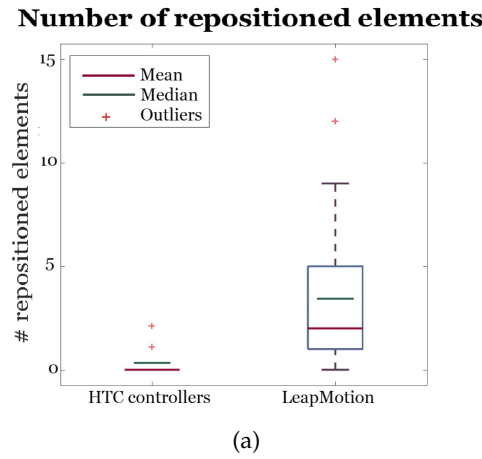 Number of repositioned elements
15
Mean
Median
Outliers
10
5
0
# repositioned elements
HTC controllers
LeapMotion
(a)